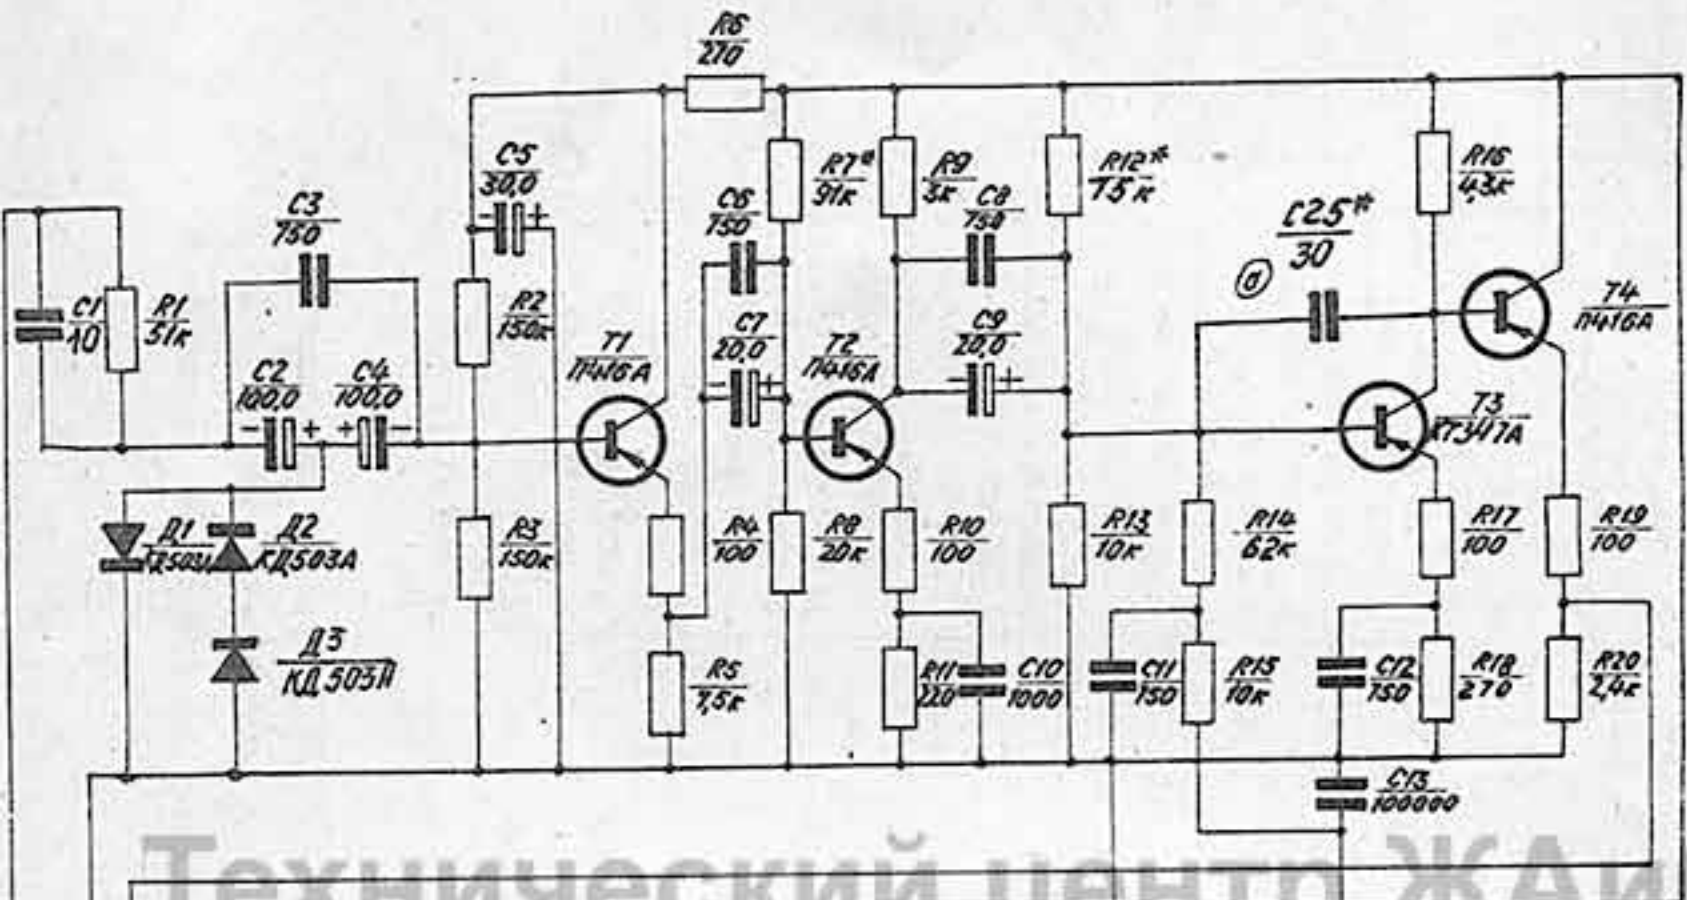 R6
270
C5
30,0
R7*
91к
R9
3к
R12*
7,5к
R16
4,3к
C3
750
C6
750
C8
750
C25*
30
а
C1
10
R1
51к
R2
150к
C7
20,0
C9
20,0
T4
П416А
T1
П416А
T2
П416А
C2
100,0
C4
100,0
T3
КТ347А
Д1
КД503А
Д2
КД503А
R3
150к
R4
100
R8
20к
R10
100
R13
10к
R14
62к
R17
100
R19
100
Д3
КД503А
R5
7,5к
R11
220
C10
1000
C11
150
R15
10к
C12
750
R18
270
R20
2,4к
C13
100000
Технический центр ЖАи